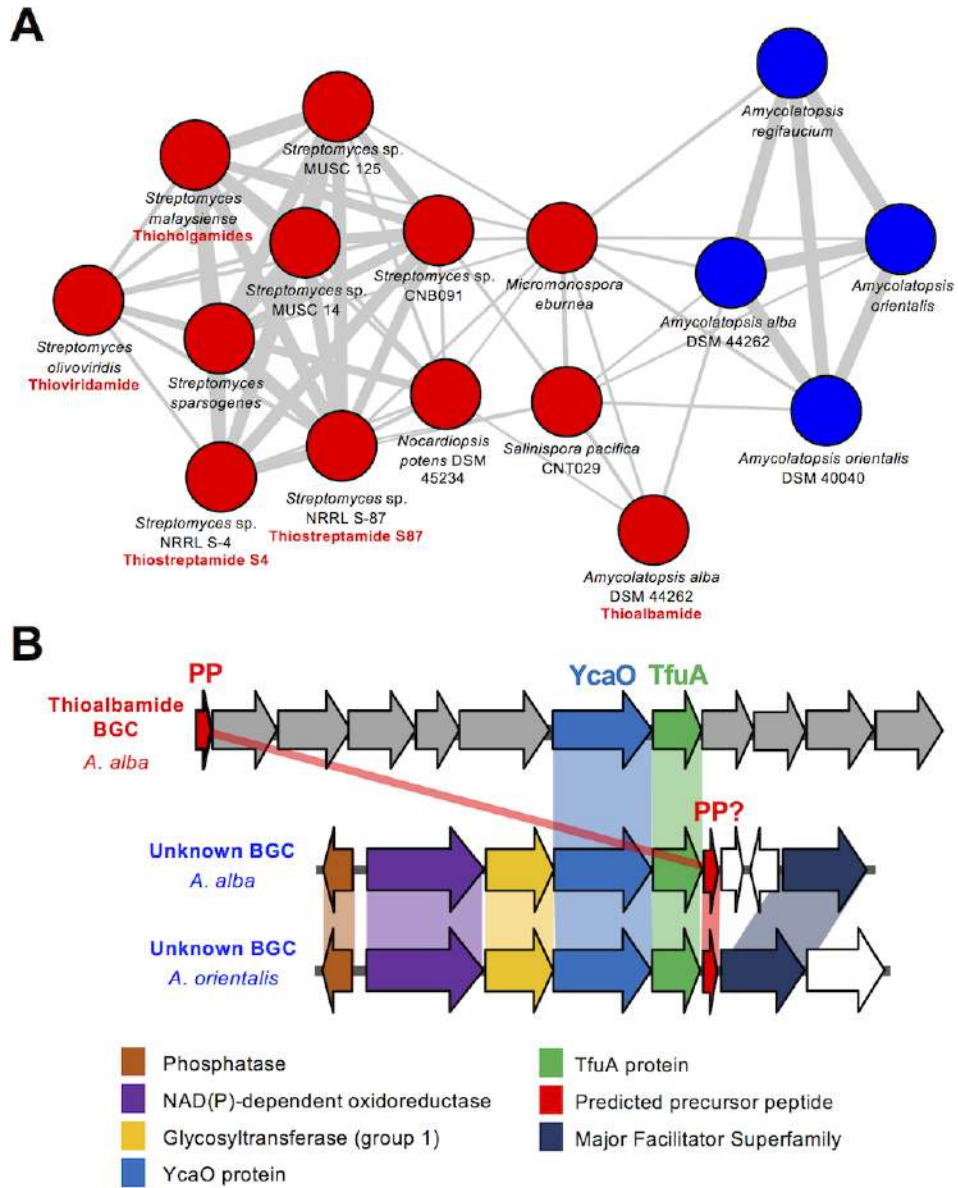 A
Amycolatopsis
regifaucium
Streptomyces sp.
MUSC 125
Streptomyces
malaysiense
Thioholgamides
Streptomyces sp.
MUSC 14
Streptomyces sp.
CNB091
Micromonospora
eburnea
Amycolatopsis
orientalis
Amycolatopsis alba
DSM 44262
Streptomyces
olivoviridis
Thioviridamide
Streptomyces
sparsogenes
Nocardiopsis
potens DSM
45234
Salinispora pacifica
CNT029
Amycolatopsis orientalis
DSM 40040
Streptomyces sp.
NRRL S-4
Thiostreptamide S4
Streptomyces sp.
NRRL S-87
Thiostreptamide S87
Amycolatopsis alba
DSM 44262
Thioalbamide
B
PP YcaO TfuA
Thioalbamide
BGC
A. alba
PP?
Unknown BGC
A. alba
Unknown BGC
A. orientalis
Phosphatase
NAD(P)-dependent oxidoreductase
Glycosyltransferase (group 1)
YcaO protein
TfuA protein
Predicted precursor peptide
Major Facilitator Superfamily